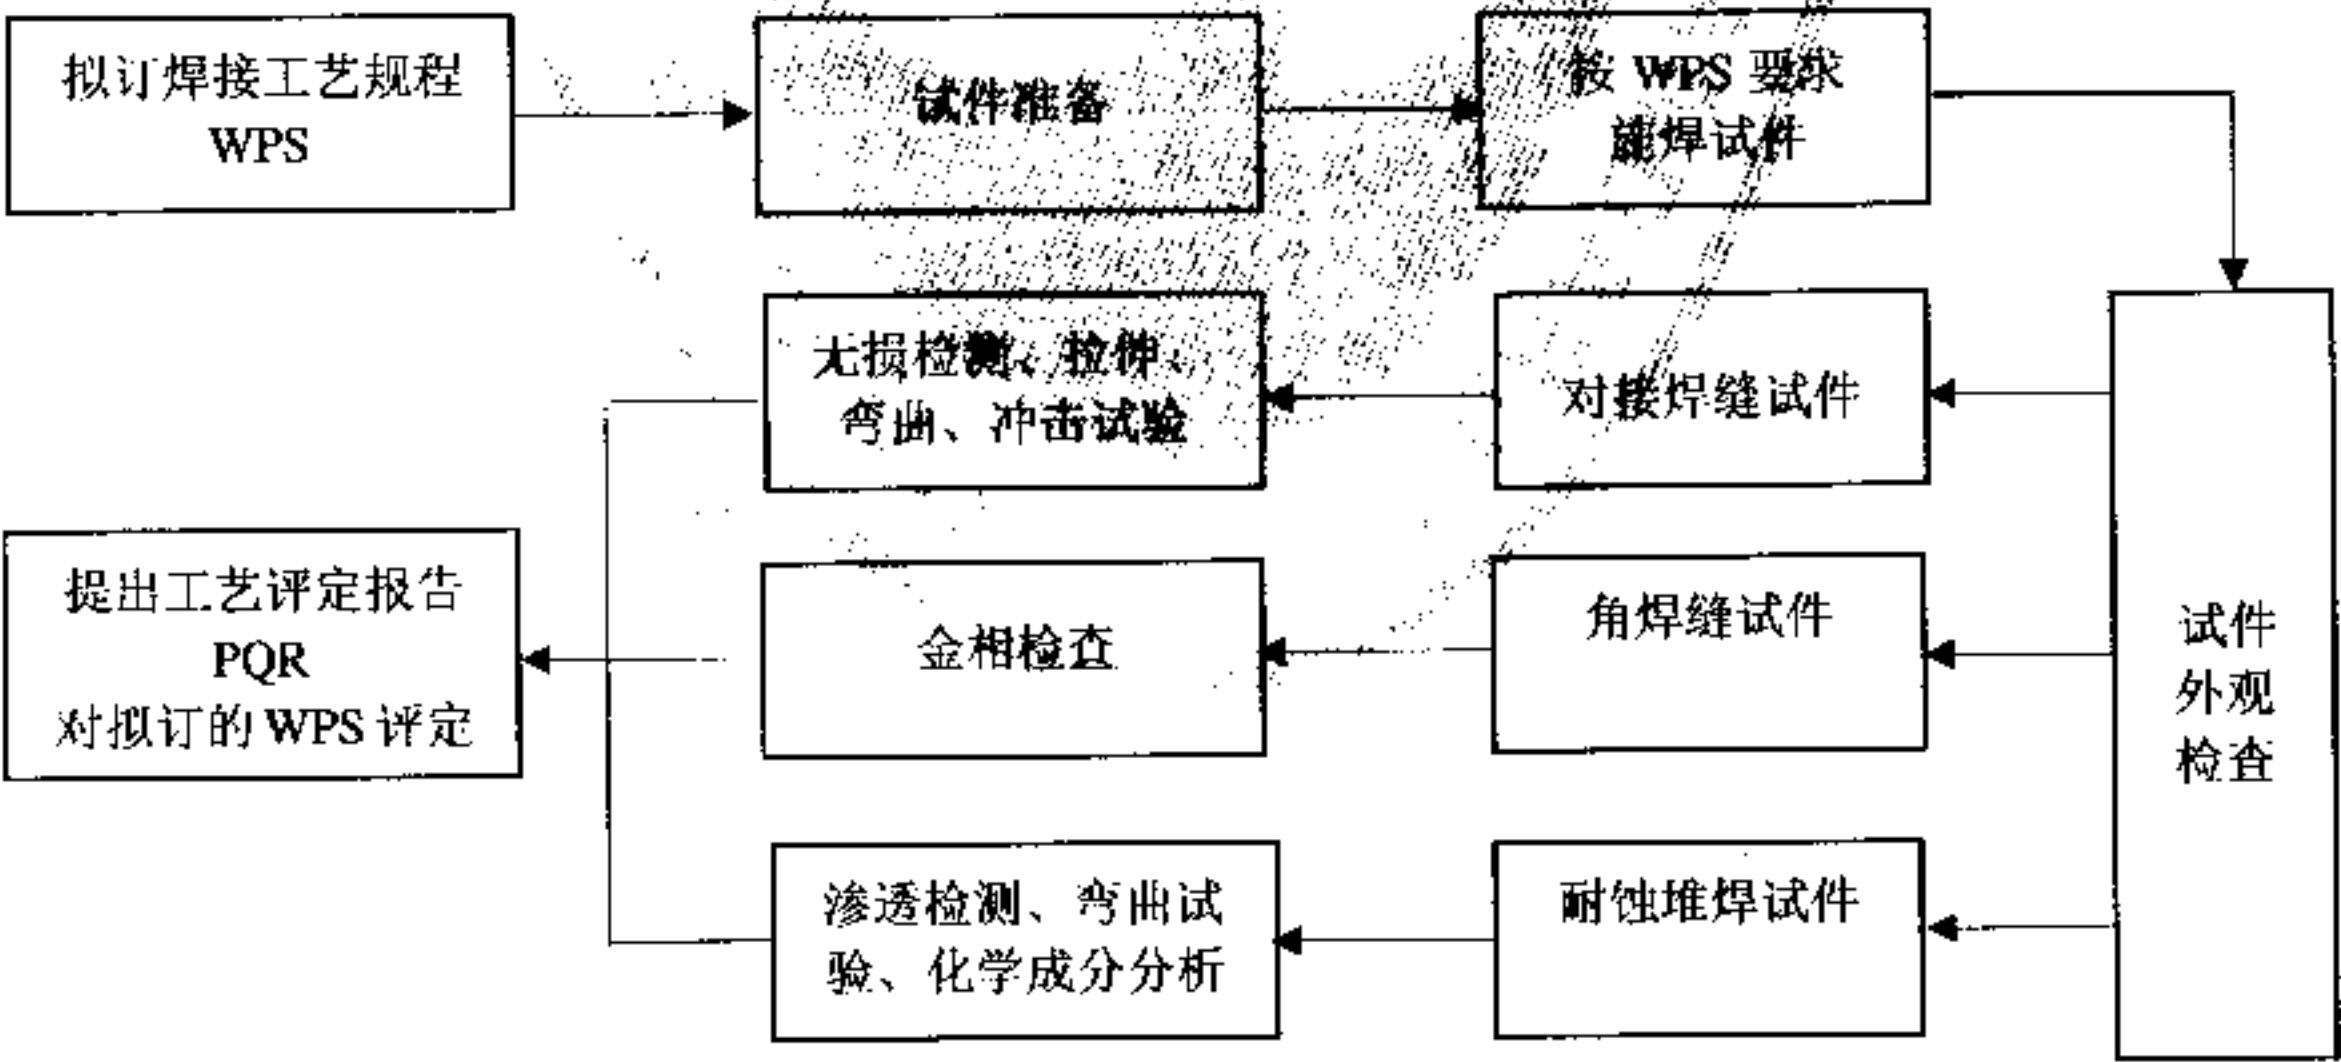 拟订焊接工艺规程
WPS
试件准备
按 WPS 要求
施焊试件
无损检测、拉伸、
弯曲、冲击试验
对接焊缝试件
提出工艺评定报告
PQR
对拟订的 WPS 评定
金相检查
角焊缝试件
试件
外观
检查
渗透检测、弯曲试
验、化学成分分析
耐蚀堆焊试件